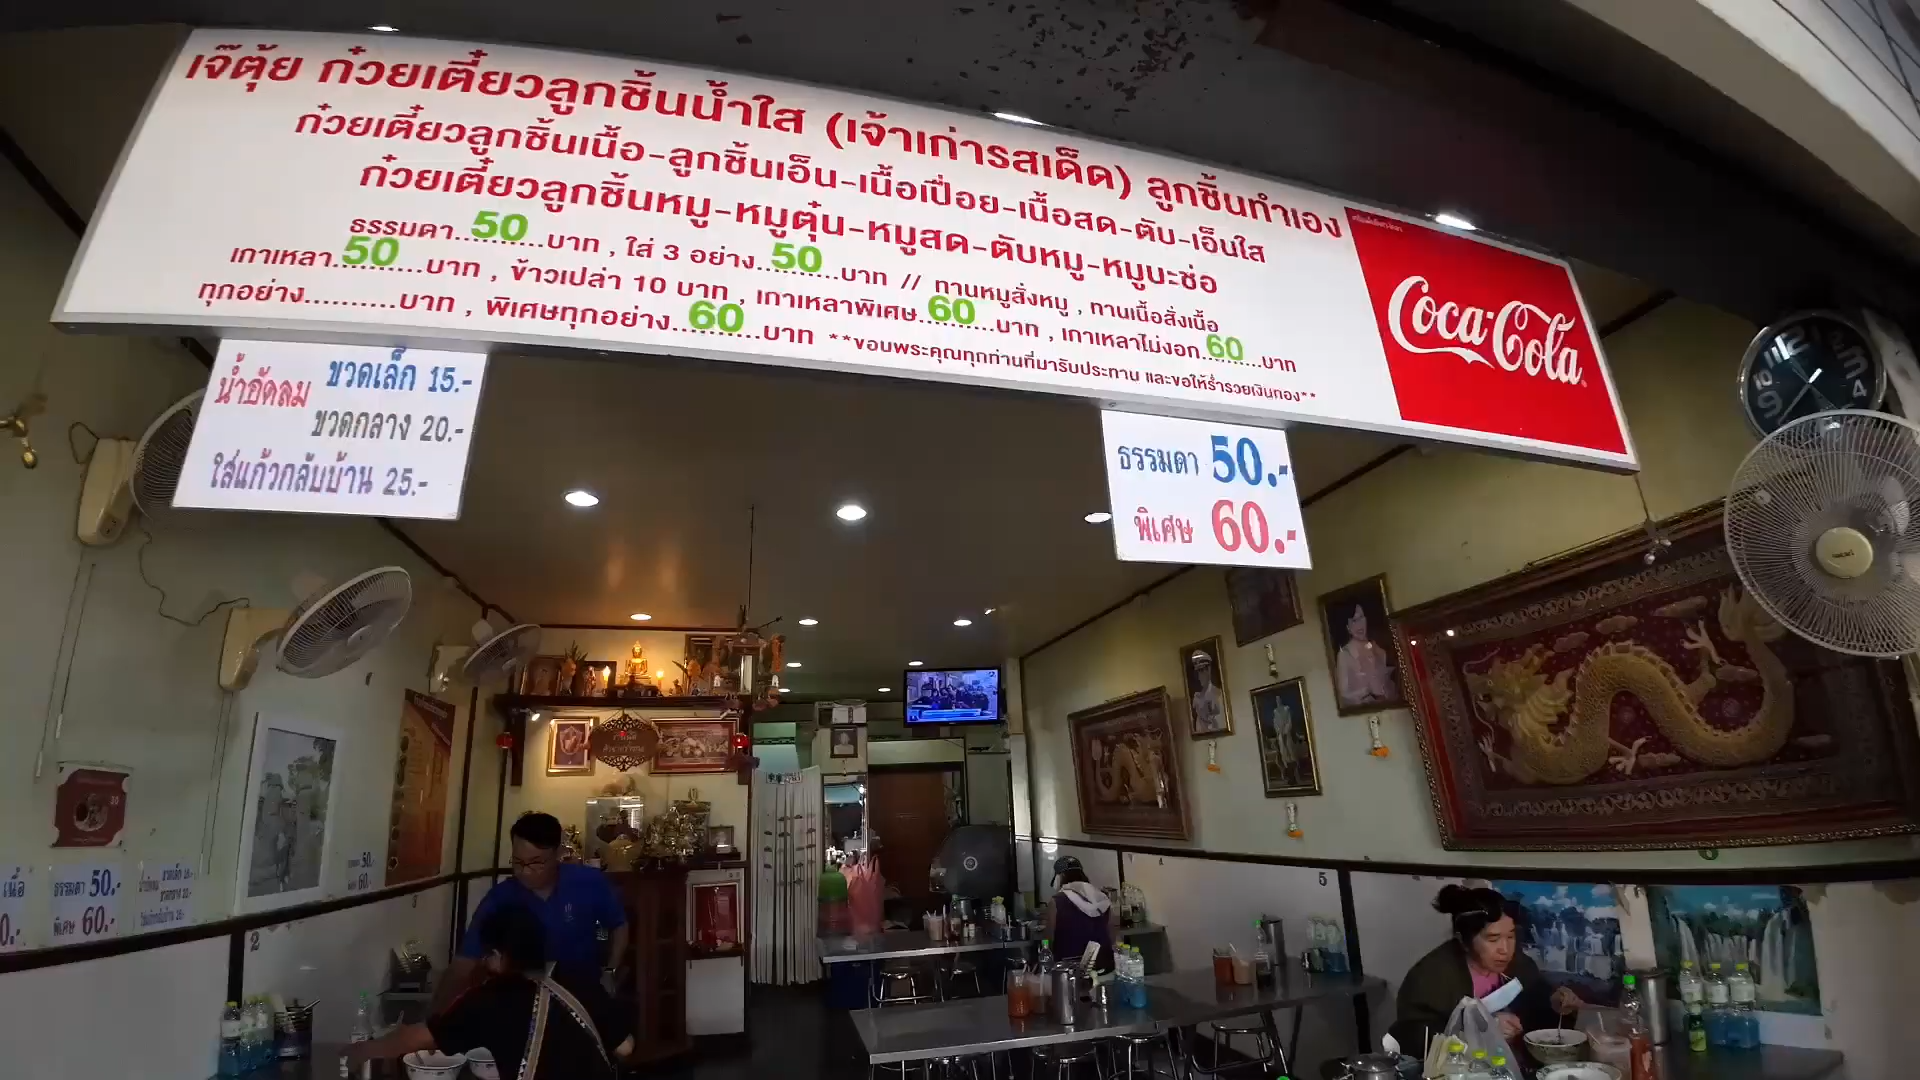 เจ๊ตุ้ย ก๋วยเตี๋ยวลูกชิ้นน้ำใส (เจ้าเก่ารสเด็ด) ลูกชิ้นทำเอง
ก๋วยเตี๋ยวลูกชิ้นเนื้อ-ลูกชิ้นเอ็น-เนื้อเปื่อย-เนื้อสด-ตับ-เอ็นใส
ก๋วยเตี๋ยวลูกชิ้นหมู-หมูตุ๋น-หมูสด-ตับหมู-หมูบะช่อ
ธรรมดา...50...บาท , ใส่ 3 อย่าง...50...บาท // ทานหมูสั่งหมู , ทานเนื้อสั่งเนื้อ
เกาเหลา.50....บาท , ข้าวเปล่า 10 บาท , เกาเหลาพิเศษ..60...บาท , เกาเหลาไม่งอก.60...บาท
ทุกอย่าง..........บาท , พิเศษทุกอย่าง...60...บาท **ขอบพระคุณทุกท่านที่มารับประทาน และขอให้ร่ำรวยเงินทอง**
Coca-Cola
น้ำอัดลม ขวดเล็ก 15.-
ขวดกลาง 20.-
ใส่แก้วกลับบ้าน 25.-
ธรรมดา 50.-
พิเศษ 60.-
เนื้อ
ธรรมดา 50.-
พิเศษ 60.-
2
3
5